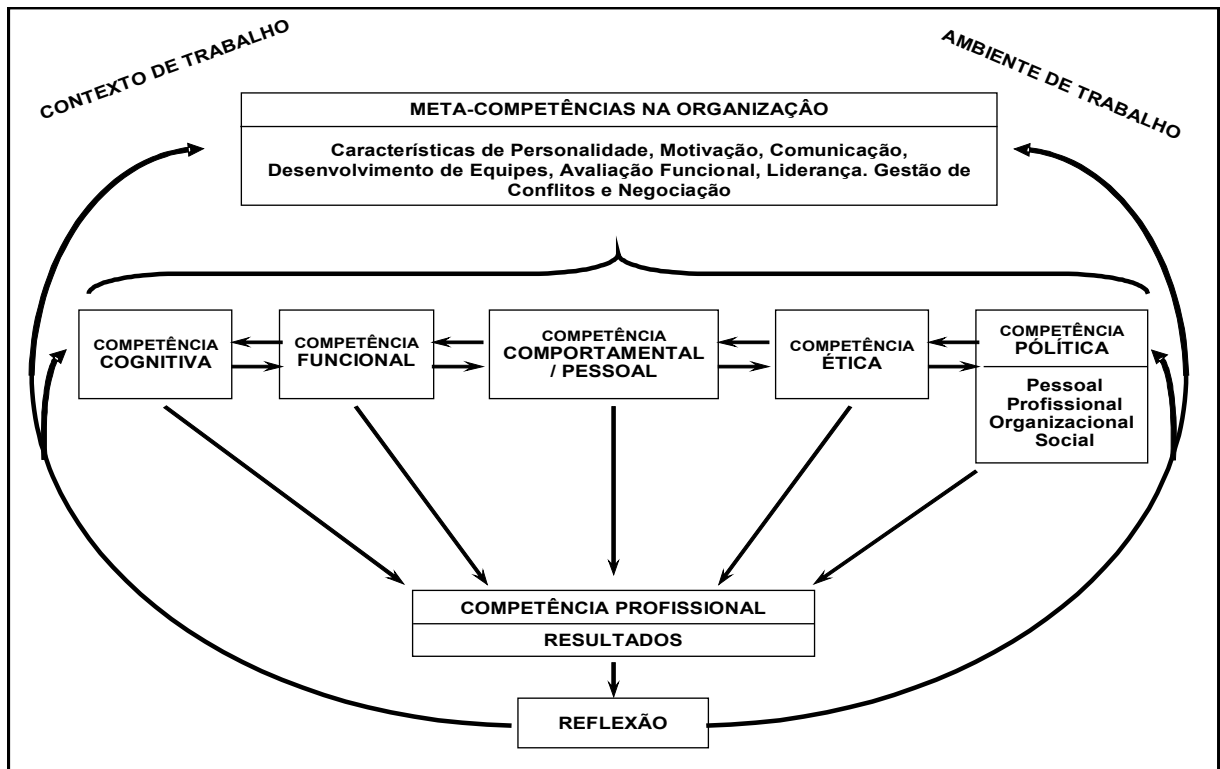 CONTEXTO DE TRABALHO
AMBIENTE DE TRABALHO
META-COMPETÊNCIAS NA ORGANIZAÇÂO
Características de Personalidade, Motivação, Comunicação,
Desenvolvimento de Equipes, Avaliação Funcional, Liderança. Gestão de
Conflitos e Negociação
COMPETÊNCIA
COGNITIVA
COMPETÊNCIA
FUNCIONAL
COMPETÊNCIA
COMPORTAMENTAL
/ PESSOAL
COMPETÊNCIA
ÉTICA
COMPETÊNCIA
PÓLÍTICA
Pessoal
Profissional
Organizacional
Social
COMPETÊNCIA PROFISSIONAL
RESULTADOS
REFLEXÃO